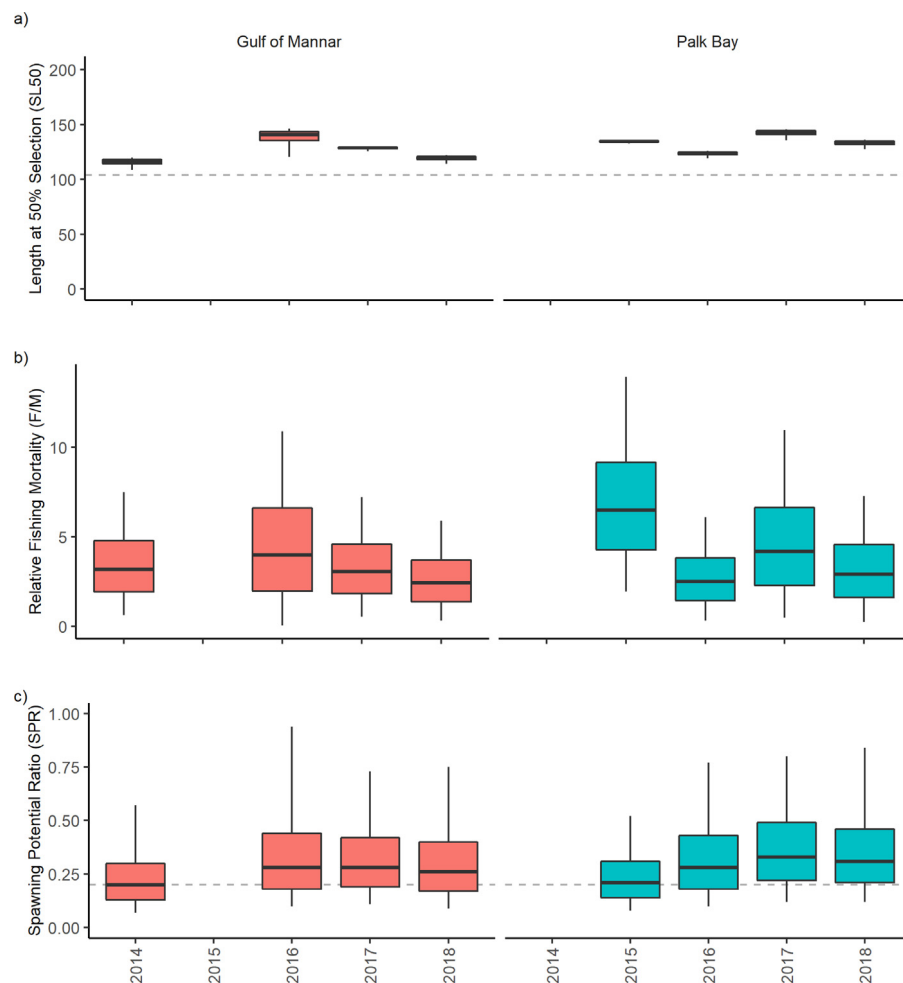 a)
Gulf of Mannar
Palk Bay
Length at 50% Selection (SL50)
200
150
100
50
0
b)
Relative Fishing Mortality (F/M)
10
5
0
c)
Spawning Potential Ratio (SPR)
1.00
0.75
0.50
0.25
0.00
2014
2015
2016
2017
2018
2014
2015
2016
2017
2018